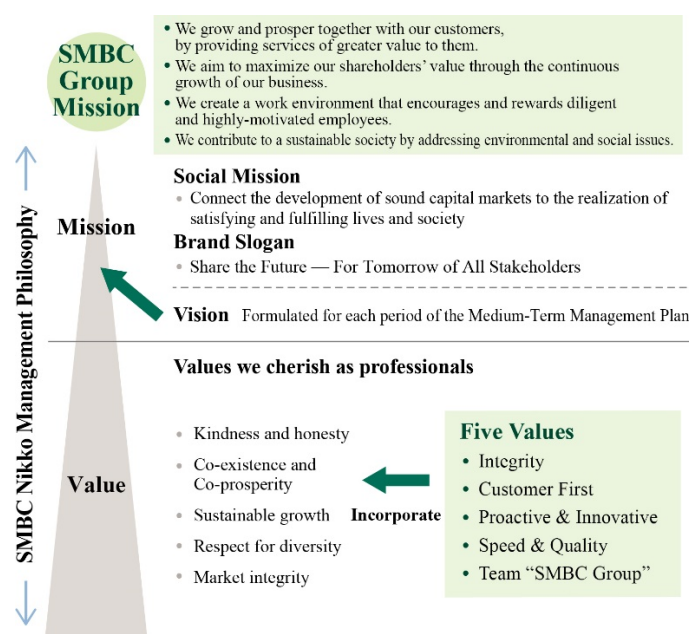 SMBC
Group
Mission
• We grow and prosper together with our customers,
by providing services of greater value to them.
• We aim to maximize our shareholders’ value through the continuous
growth of our business.
• We create a work environment that encourages and rewards diligent
and highly-motivated employees.
• We contribute to a sustainable society by addressing environmental and social issues.
SMBC Nikko Management Philosophy
Mission
Social Mission
• Connect the development of sound capital markets to the realization of
satisfying and fulfilling lives and society
Brand Slogan
• Share the Future — For Tomorrow of All Stakeholders
Vision Formulated for each period of the Medium-Term Management Plan
Value
Values we cherish as professionals
• Kindness and honesty
• Co-existence and
Co-prosperity
• Sustainable growth
• Respect for diversity
• Market integrity
Incorporate
Five Values
• Integrity
• Customer First
• Proactive & Innovative
• Speed & Quality
• Team “SMBC Group”